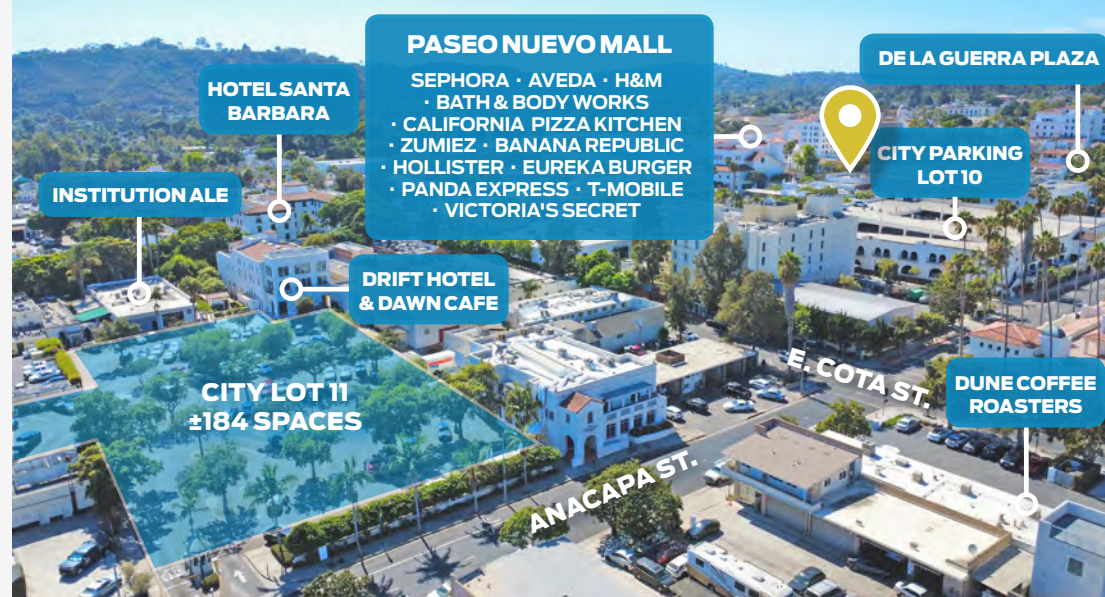 PASEO NUEVO MALL
SEPHORA · AVEDA · H&M
· BATH & BODY WORKS
· CALIFORNIA PIZZA KITCHEN
· ZUMIEZ · BANANA REPUBLIC
· HOLLISTER · EUREKA BURGER
· PANDA EXPRESS · T-MOBILE
· VICTORIA'S SECRET
DE LA GUERRA PLAZA
HOTEL SANTA
BARBARA
CITY PARKING
LOT 10
INSTITUTION ALE
DRIFT HOTEL
& DAWN CAFE
CITY LOT 11
±184 SPACES
E. COTA ST.
DUNE COFFEE
ROASTERS
ANACAPA ST.